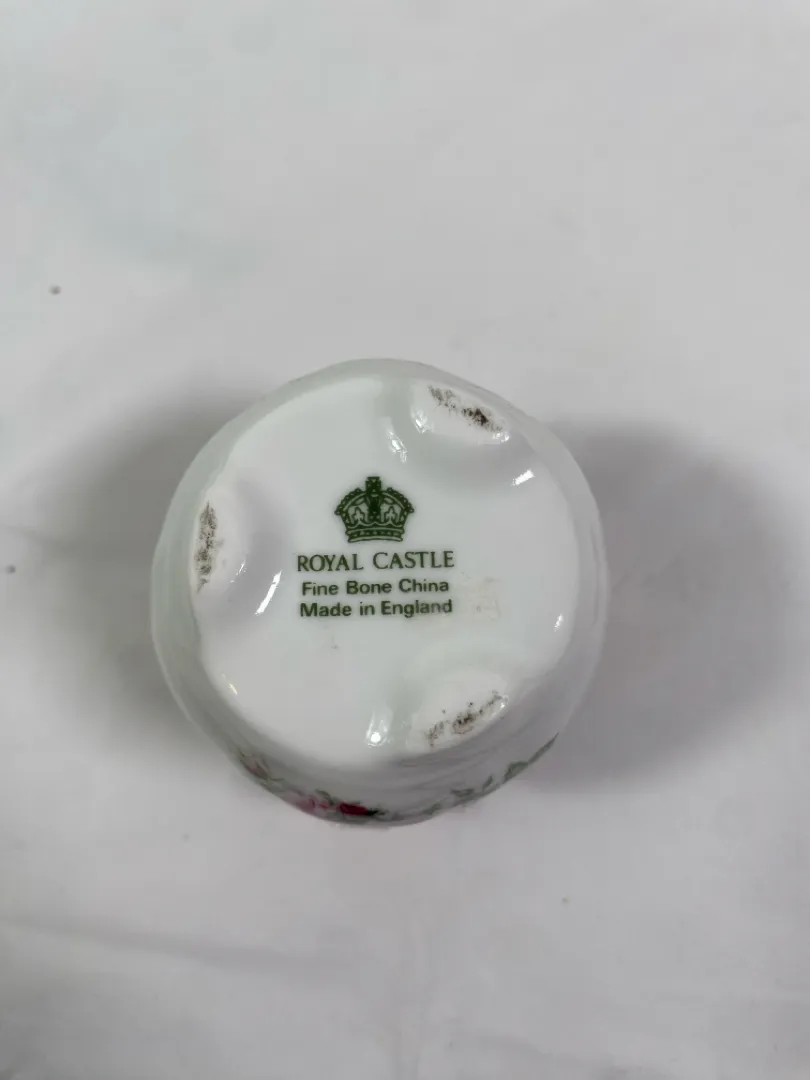 ROYAL CASTLE
Fine Bone China
Made in England